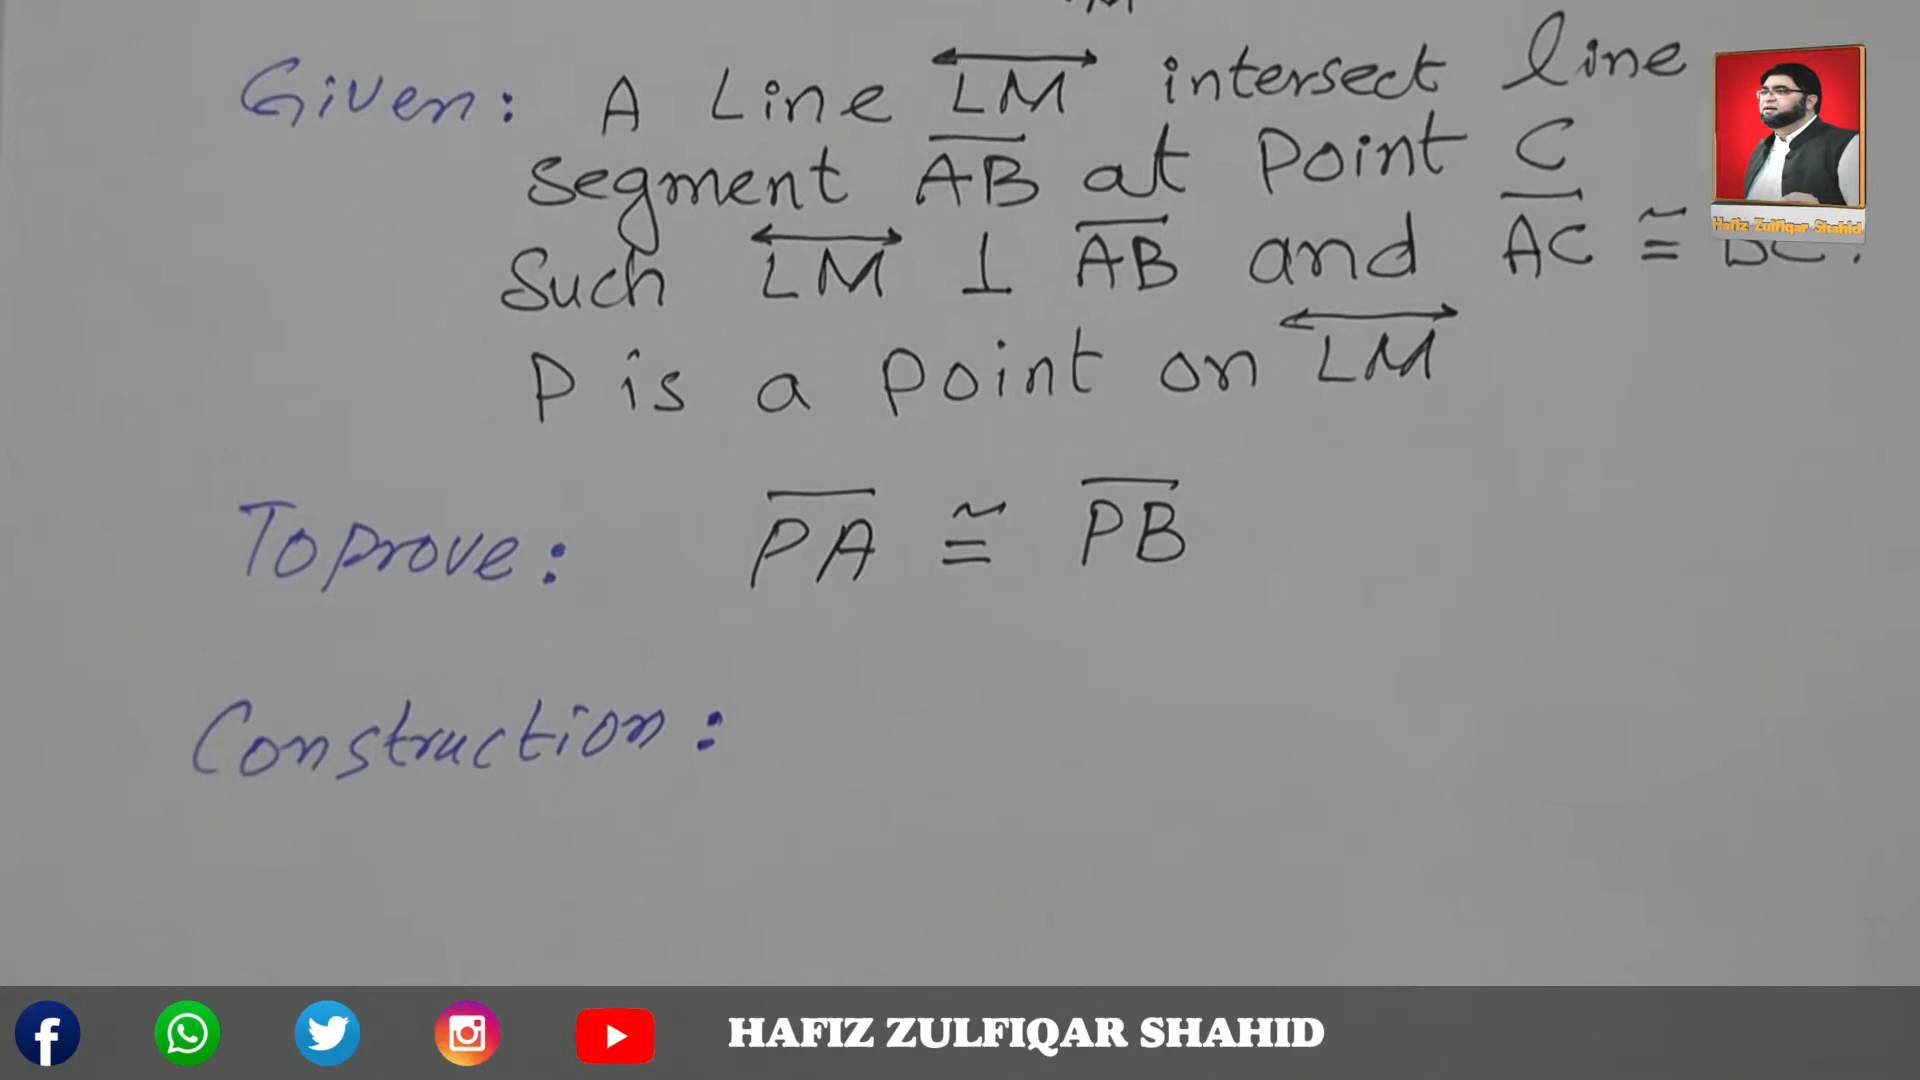 Given: A Line LM intersect line
segment AB at Point C
Such LM ⊥ AB and AC ≅ BC.
P is a Point on LM
To prove: PA ≅ PB
Construction:
Hafiz Zulfiqar Shahid
HAFIZ ZULFIQAR SHAHID